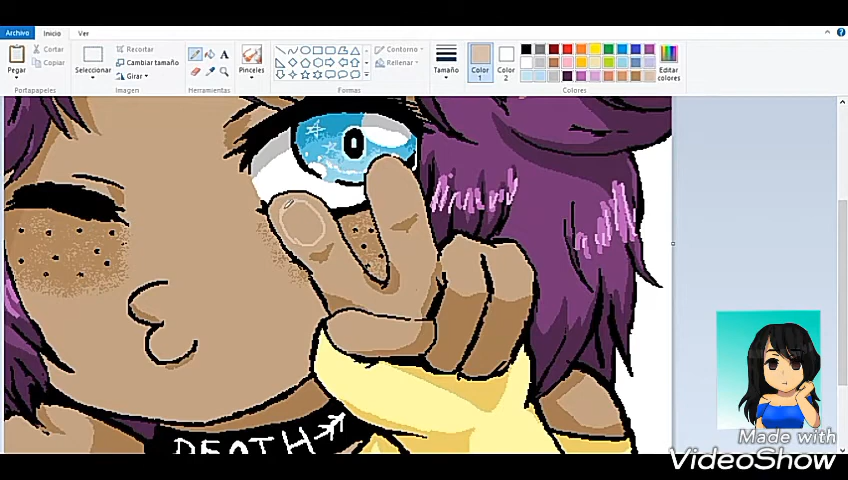 Archivo Inicio Ver
Pegar
Cortar
Copiar
Portapapeles
Seleccionar
Recortar
Cambiar tamaño
Girar
Imagen
A
Herramientas
Pinceles
Contorno
Rellenar
Formas
Tamaño
Color
1
Color
2
Editar
colores
Colores
DEATH
Made with
VideoShow